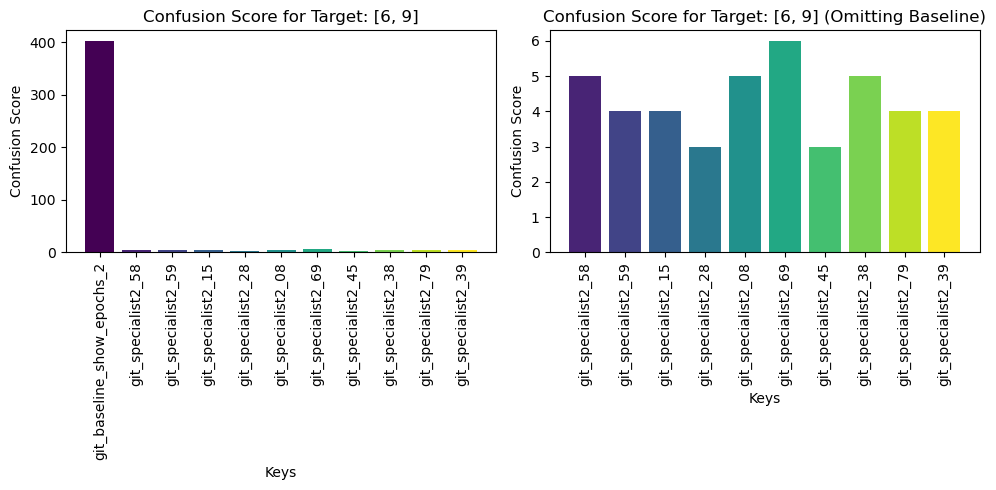 Confusion Score for Target: [6, 9]
Confusion Score
400
300
200
100
0
git_baseline_show_epochs_2
git_specialist2_58
git_specialist2_59
git_specialist2_15
git_specialist2_28
git_specialist2_08
git_specialist2_69
git_specialist2_45
git_specialist2_38
git_specialist2_79
git_specialist2_39
Keys
Confusion Score for Target: [6, 9] (Omitting Baseline)
Confusion Score
6
5
4
3
2
1
0
git_specialist2_58
git_specialist2_59
git_specialist2_15
git_specialist2_28
git_specialist2_08
git_specialist2_69
git_specialist2_45
git_specialist2_38
git_specialist2_79
git_specialist2_39
Keys